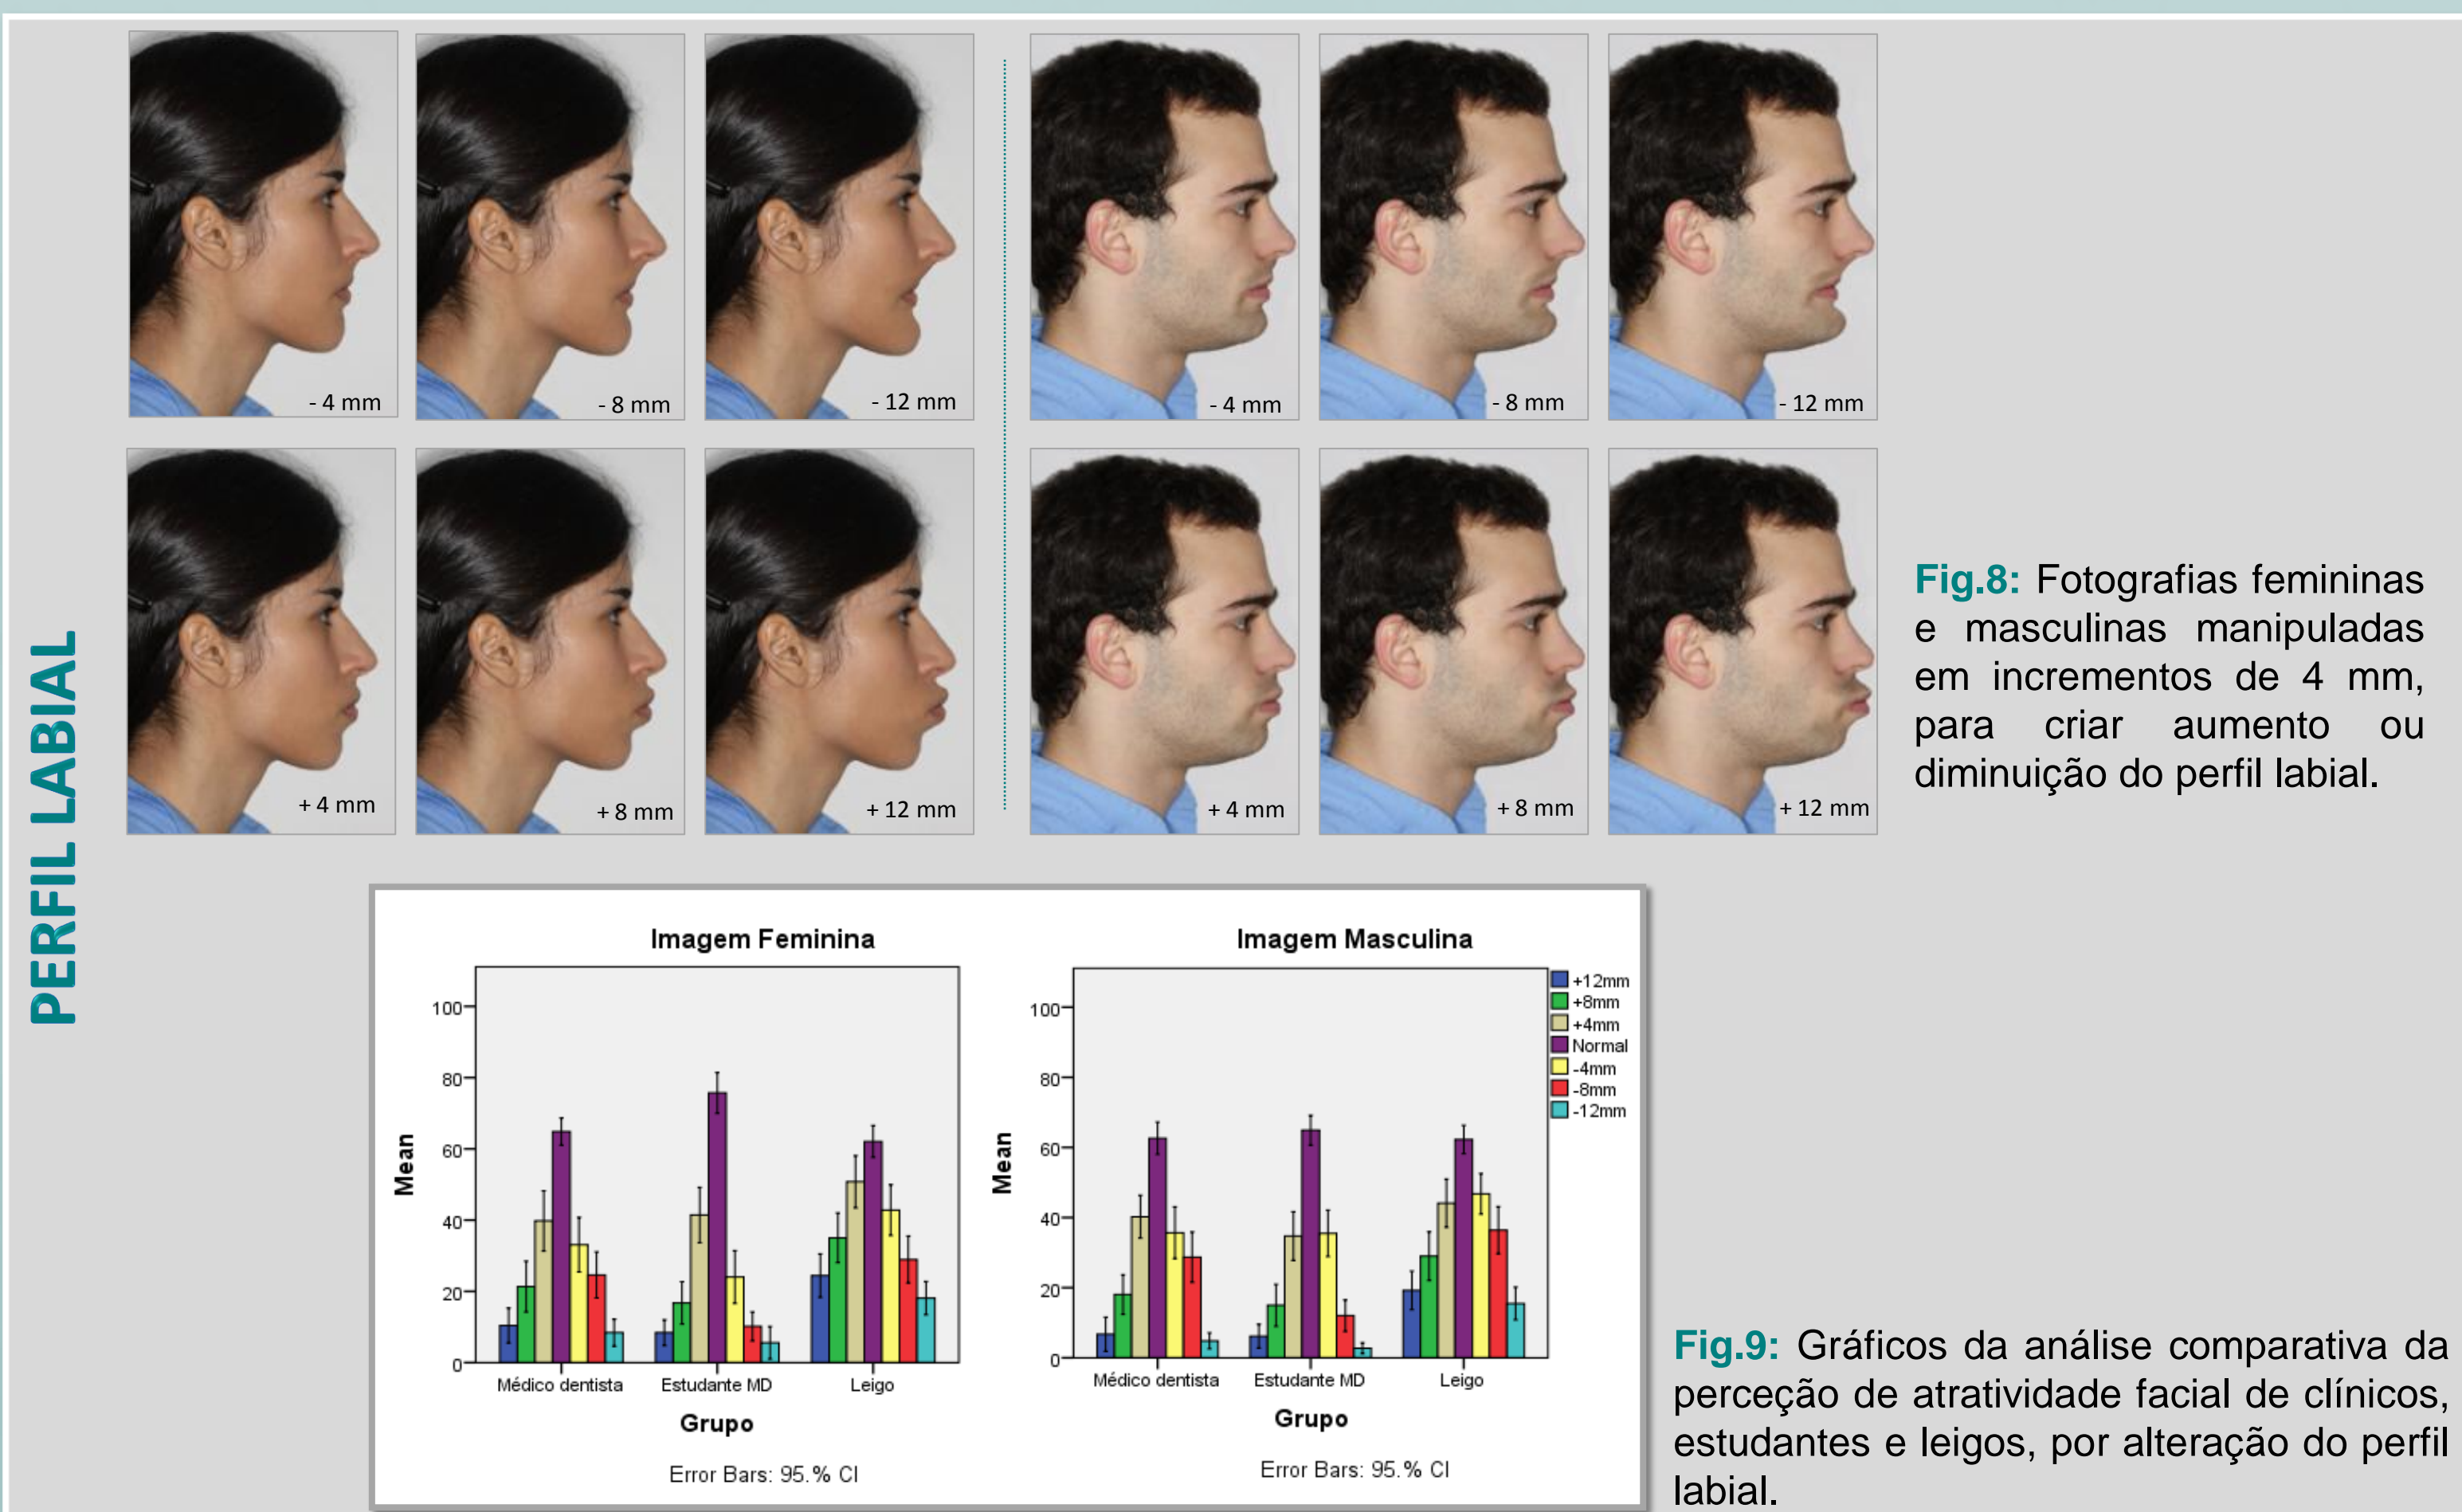 PERFIL LABIAL
- 4 mm
- 8 mm
- 12 mm
- 4 mm
- 8 mm
- 12 mm
+ 4 mm
+ 8 mm
+ 12 mm
+ 4 mm
+ 8 mm
+ 12 mm
Fig.8: Fotografias femininas
e masculinas manipuladas
em incrementos de 4 mm,
para criar aumento ou
diminuição do perfil labial.
Imagem Feminina
Mean
100
80
60
40
20
0
Médico dentista
Estudante MD
Leigo
Grupo
Error Bars: 95.% CI
Imagem Masculina
Mean
100
80
60
40
20
0
Médico dentista
Estudante MD
Leigo
Grupo
Error Bars: 95.% CI
+12mm
+8mm
+4mm
Normal
-4mm
-8mm
-12mm
Fig.9: Gráficos da análise comparativa da
perceção de atratividade facial de clínicos,
estudantes e leigos, por alteração do perfil
labial.